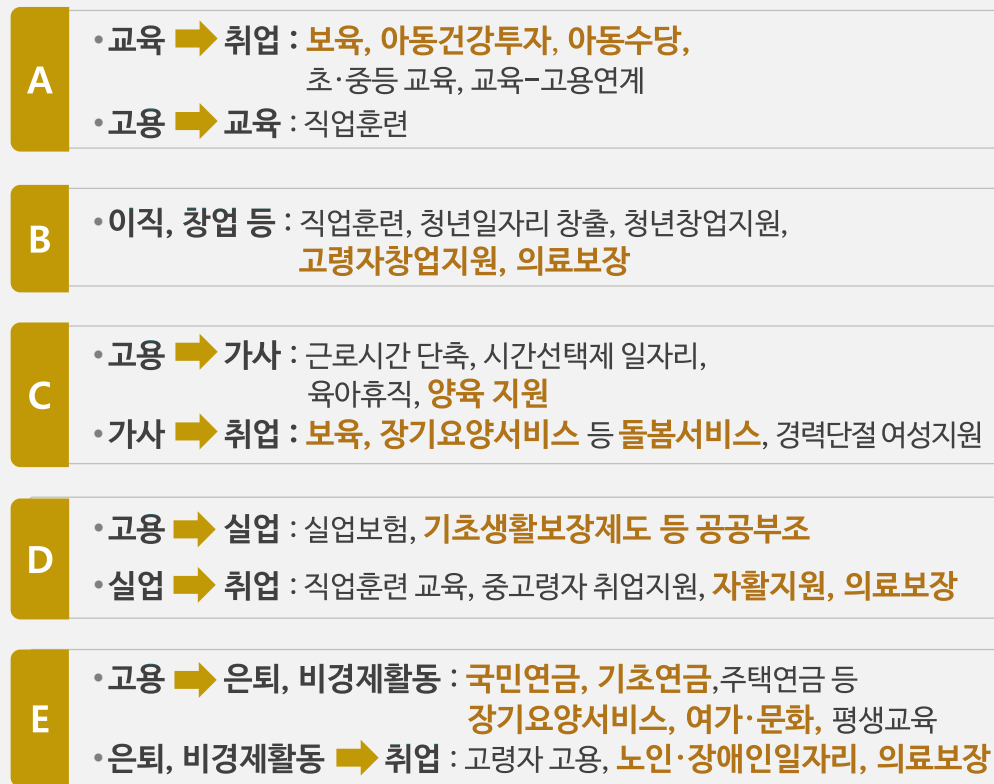 A
•교육 ➡ 취업 : 보육, 아동건강투자, 아동수당,
초·중등 교육, 교육-고용연계
•고용 ➡ 교육 : 직업훈련
B
•이직, 창업 등 : 직업훈련, 청년일자리 창출, 청년창업지원,
고령자창업지원, 의료보장
C
•고용 ➡ 가사 : 근로시간 단축, 시간선택제 일자리,
육아휴직, 양육 지원
•가사 ➡ 취업 : 보육, 장기요양서비스 등 돌봄서비스, 경력단절 여성지원
D
•고용 ➡ 실업 : 실업보험, 기초생활보장제도 등 공공부조
•실업 ➡ 취업 : 직업훈련 교육, 중고령자 취업지원, 자활지원, 의료보장
E
•고용 ➡ 은퇴, 비경제활동 : 국민연금, 기초연금,주택연금 등
장기요양서비스, 여가·문화, 평생교육
•은퇴, 비경제활동 ➡ 취업 : 고령자 고용, 노인·장애인일자리, 의료보장